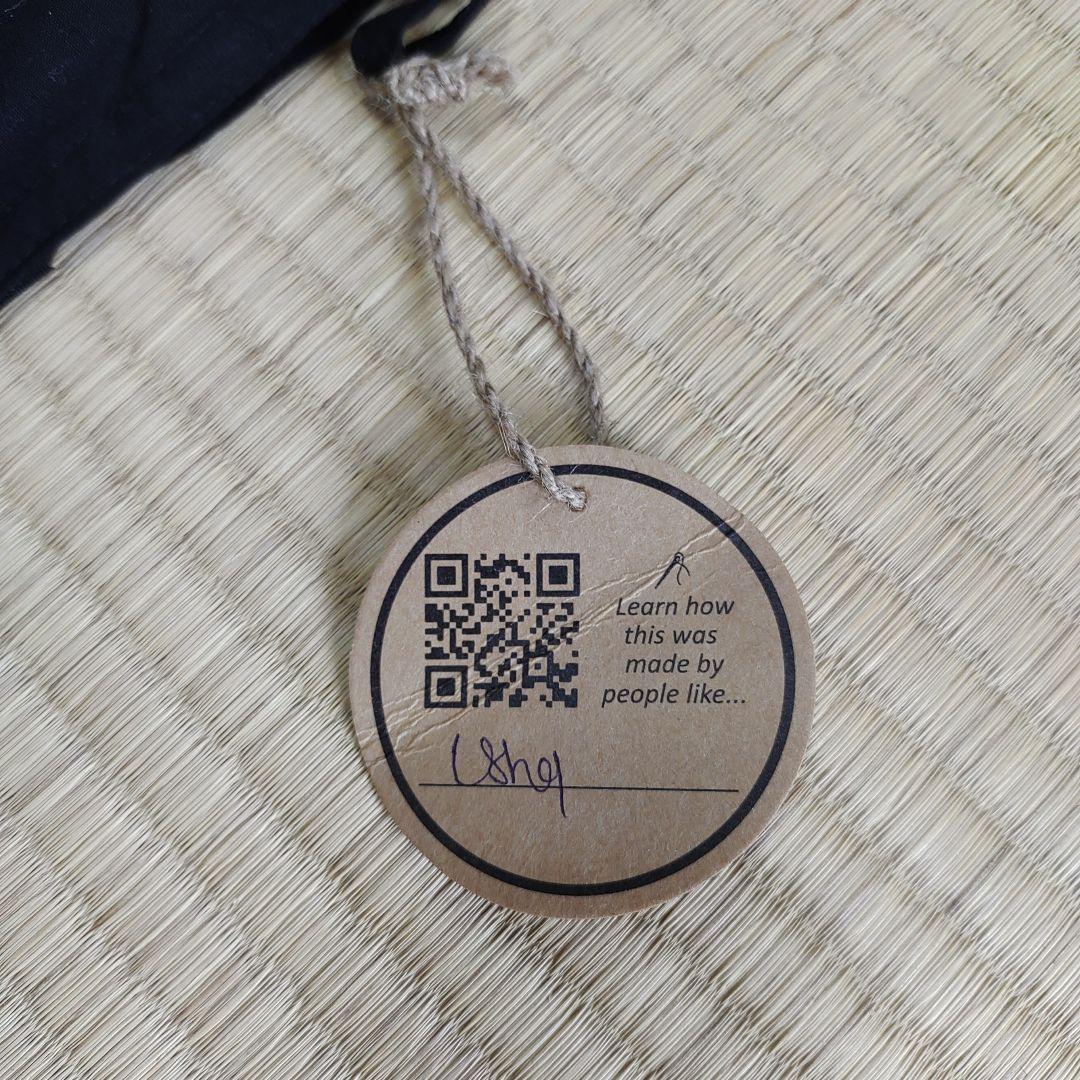 Learn how
this was
made by
people like...
Usha